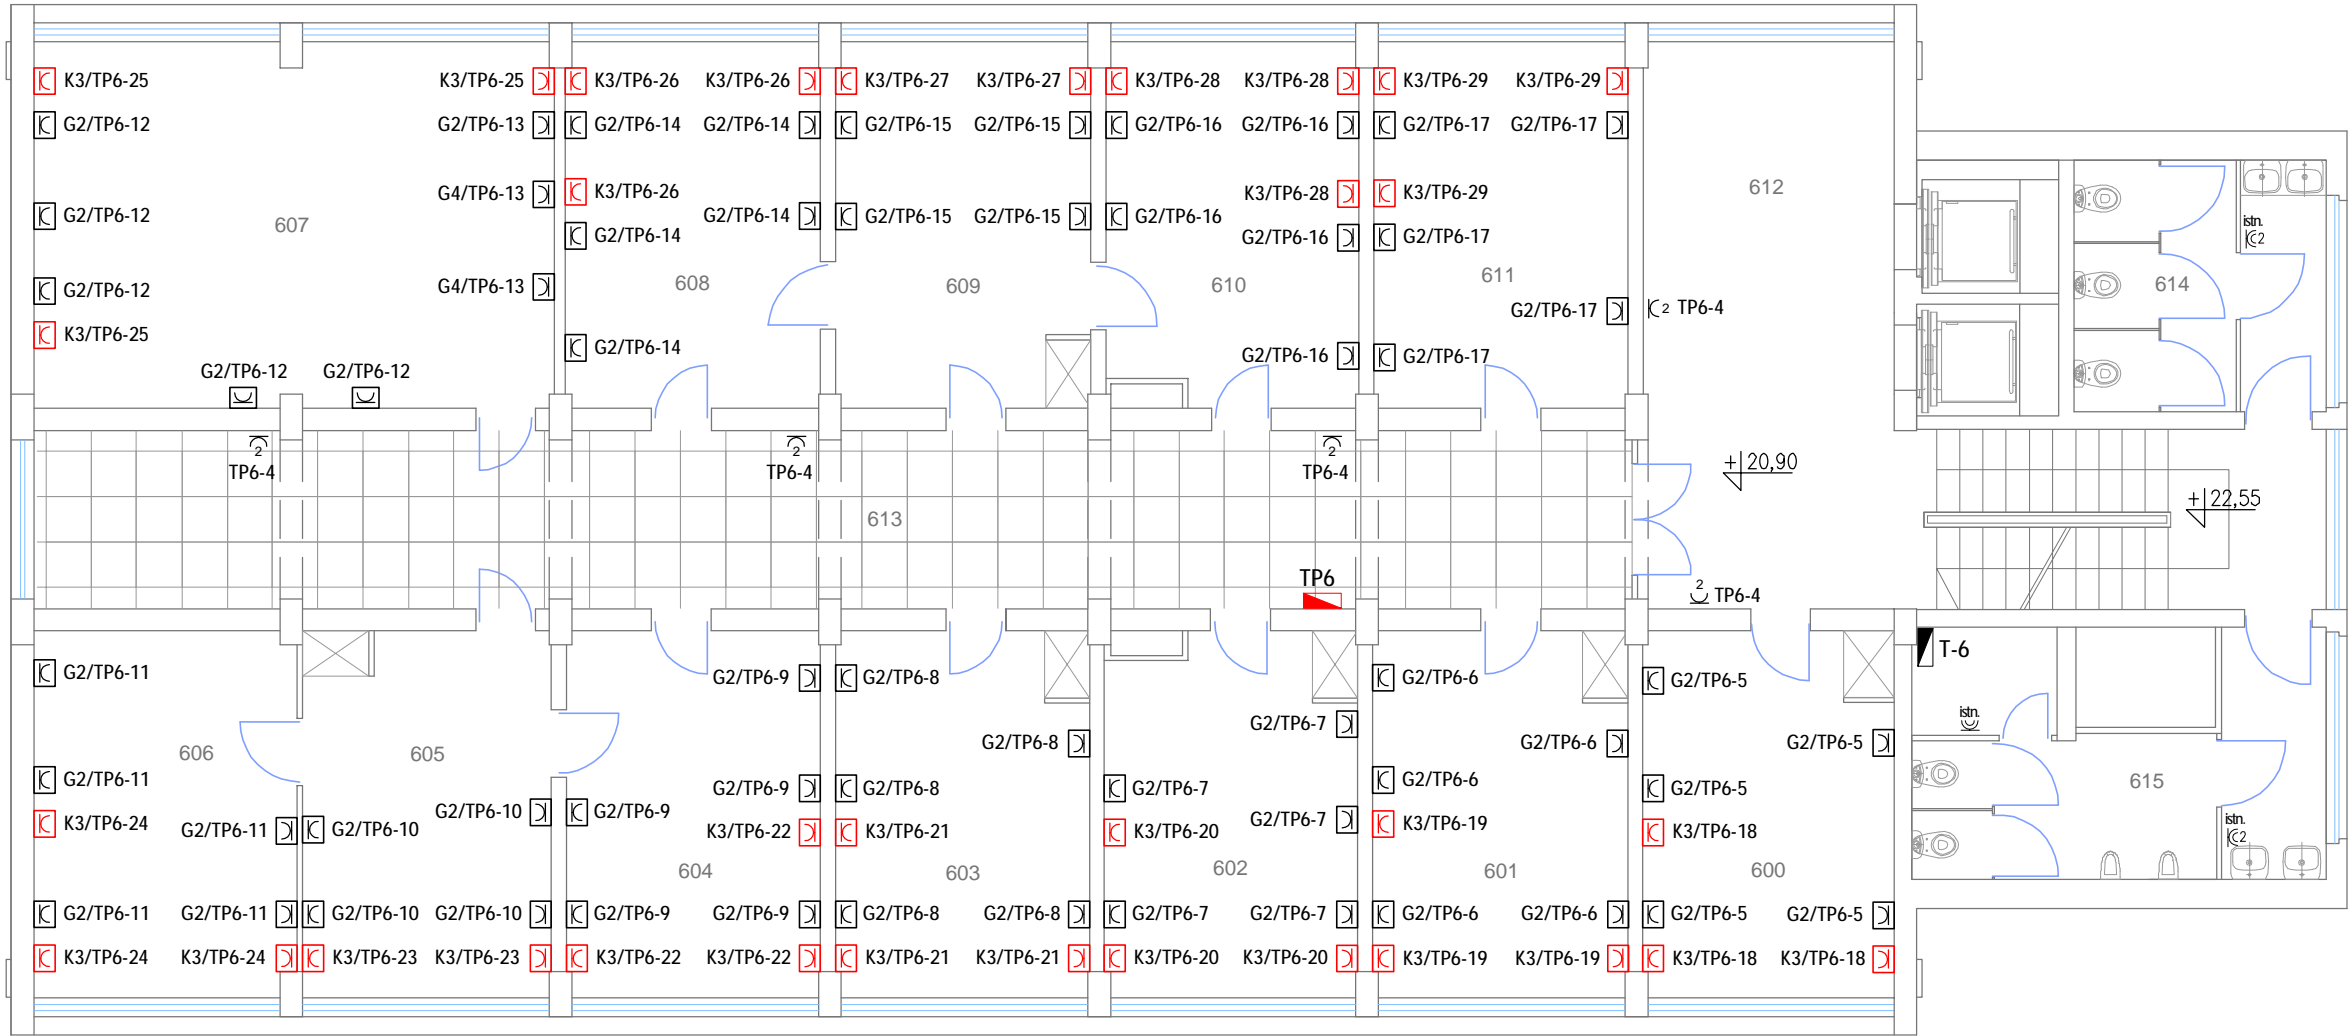 K3/TP6-25 K3/TP6-25 K3/TP6-26 K3/TP6-26 K3/TP6-27 K3/TP6-27 K3/TP6-28 K3/TP6-28 K3/TP6-29 K3/TP6-29
G2/TP6-12 G2/TP6-13 G2/TP6-14 G2/TP6-14 G2/TP6-15 G2/TP6-15 G2/TP6-16 G2/TP6-16 G2/TP6-17 G2/TP6-17
G4/TP6-13 K3/TP6-26 K3/TP6-28 K3/TP6-29 612
G2/TP6-12 607 G2/TP6-14 G2/TP6-15 G2/TP6-15 G2/TP6-16 istn.
G2/TP6-14 G2/TP6-16 G2/TP6-17 2
G2/TP6-12 G4/TP6-13 608 609 610 611 614
G2/TP6-17 2 TP6-4
K3/TP6-25 G2/TP6-14 G2/TP6-16 G2/TP6-17
G2/TP6-12 G2/TP6-12
2 2 2
TP6-4 TP6-4 TP6-4 +20,90
+22,55
613
TP6
2 TP6-4
T-6
G2/TP6-11 G2/TP6-9 G2/TP6-8 G2/TP6-6 G2/TP6-5
istn.
G2/TP6-7
606 605 G2/TP6-8 G2/TP6-6 G2/TP6-5
G2/TP6-11 G2/TP6-9 G2/TP6-8 G2/TP6-7 G2/TP6-6 G2/TP6-5 615
G2/TP6-10 G2/TP6-9
K3/TP6-24 G2/TP6-11 G2/TP6-10 K3/TP6-22 K3/TP6-21 K3/TP6-20 G2/TP6-7 K3/TP6-19 K3/TP6-18 istn.
2
604 603 602 601 600
G2/TP6-11 G2/TP6-11 G2/TP6-10 G2/TP6-10 G2/TP6-9 G2/TP6-9 G2/TP6-8 G2/TP6-8 G2/TP6-7 G2/TP6-7 G2/TP6-6 G2/TP6-6 G2/TP6-5 G2/TP6-5
K3/TP6-24 K3/TP6-24 K3/TP6-23 K3/TP6-23 K3/TP6-22 K3/TP6-22 K3/TP6-21 K3/TP6-21 K3/TP6-20 K3/TP6-20 K3/TP6-19 K3/TP6-19 K3/TP6-18 K3/TP6-18